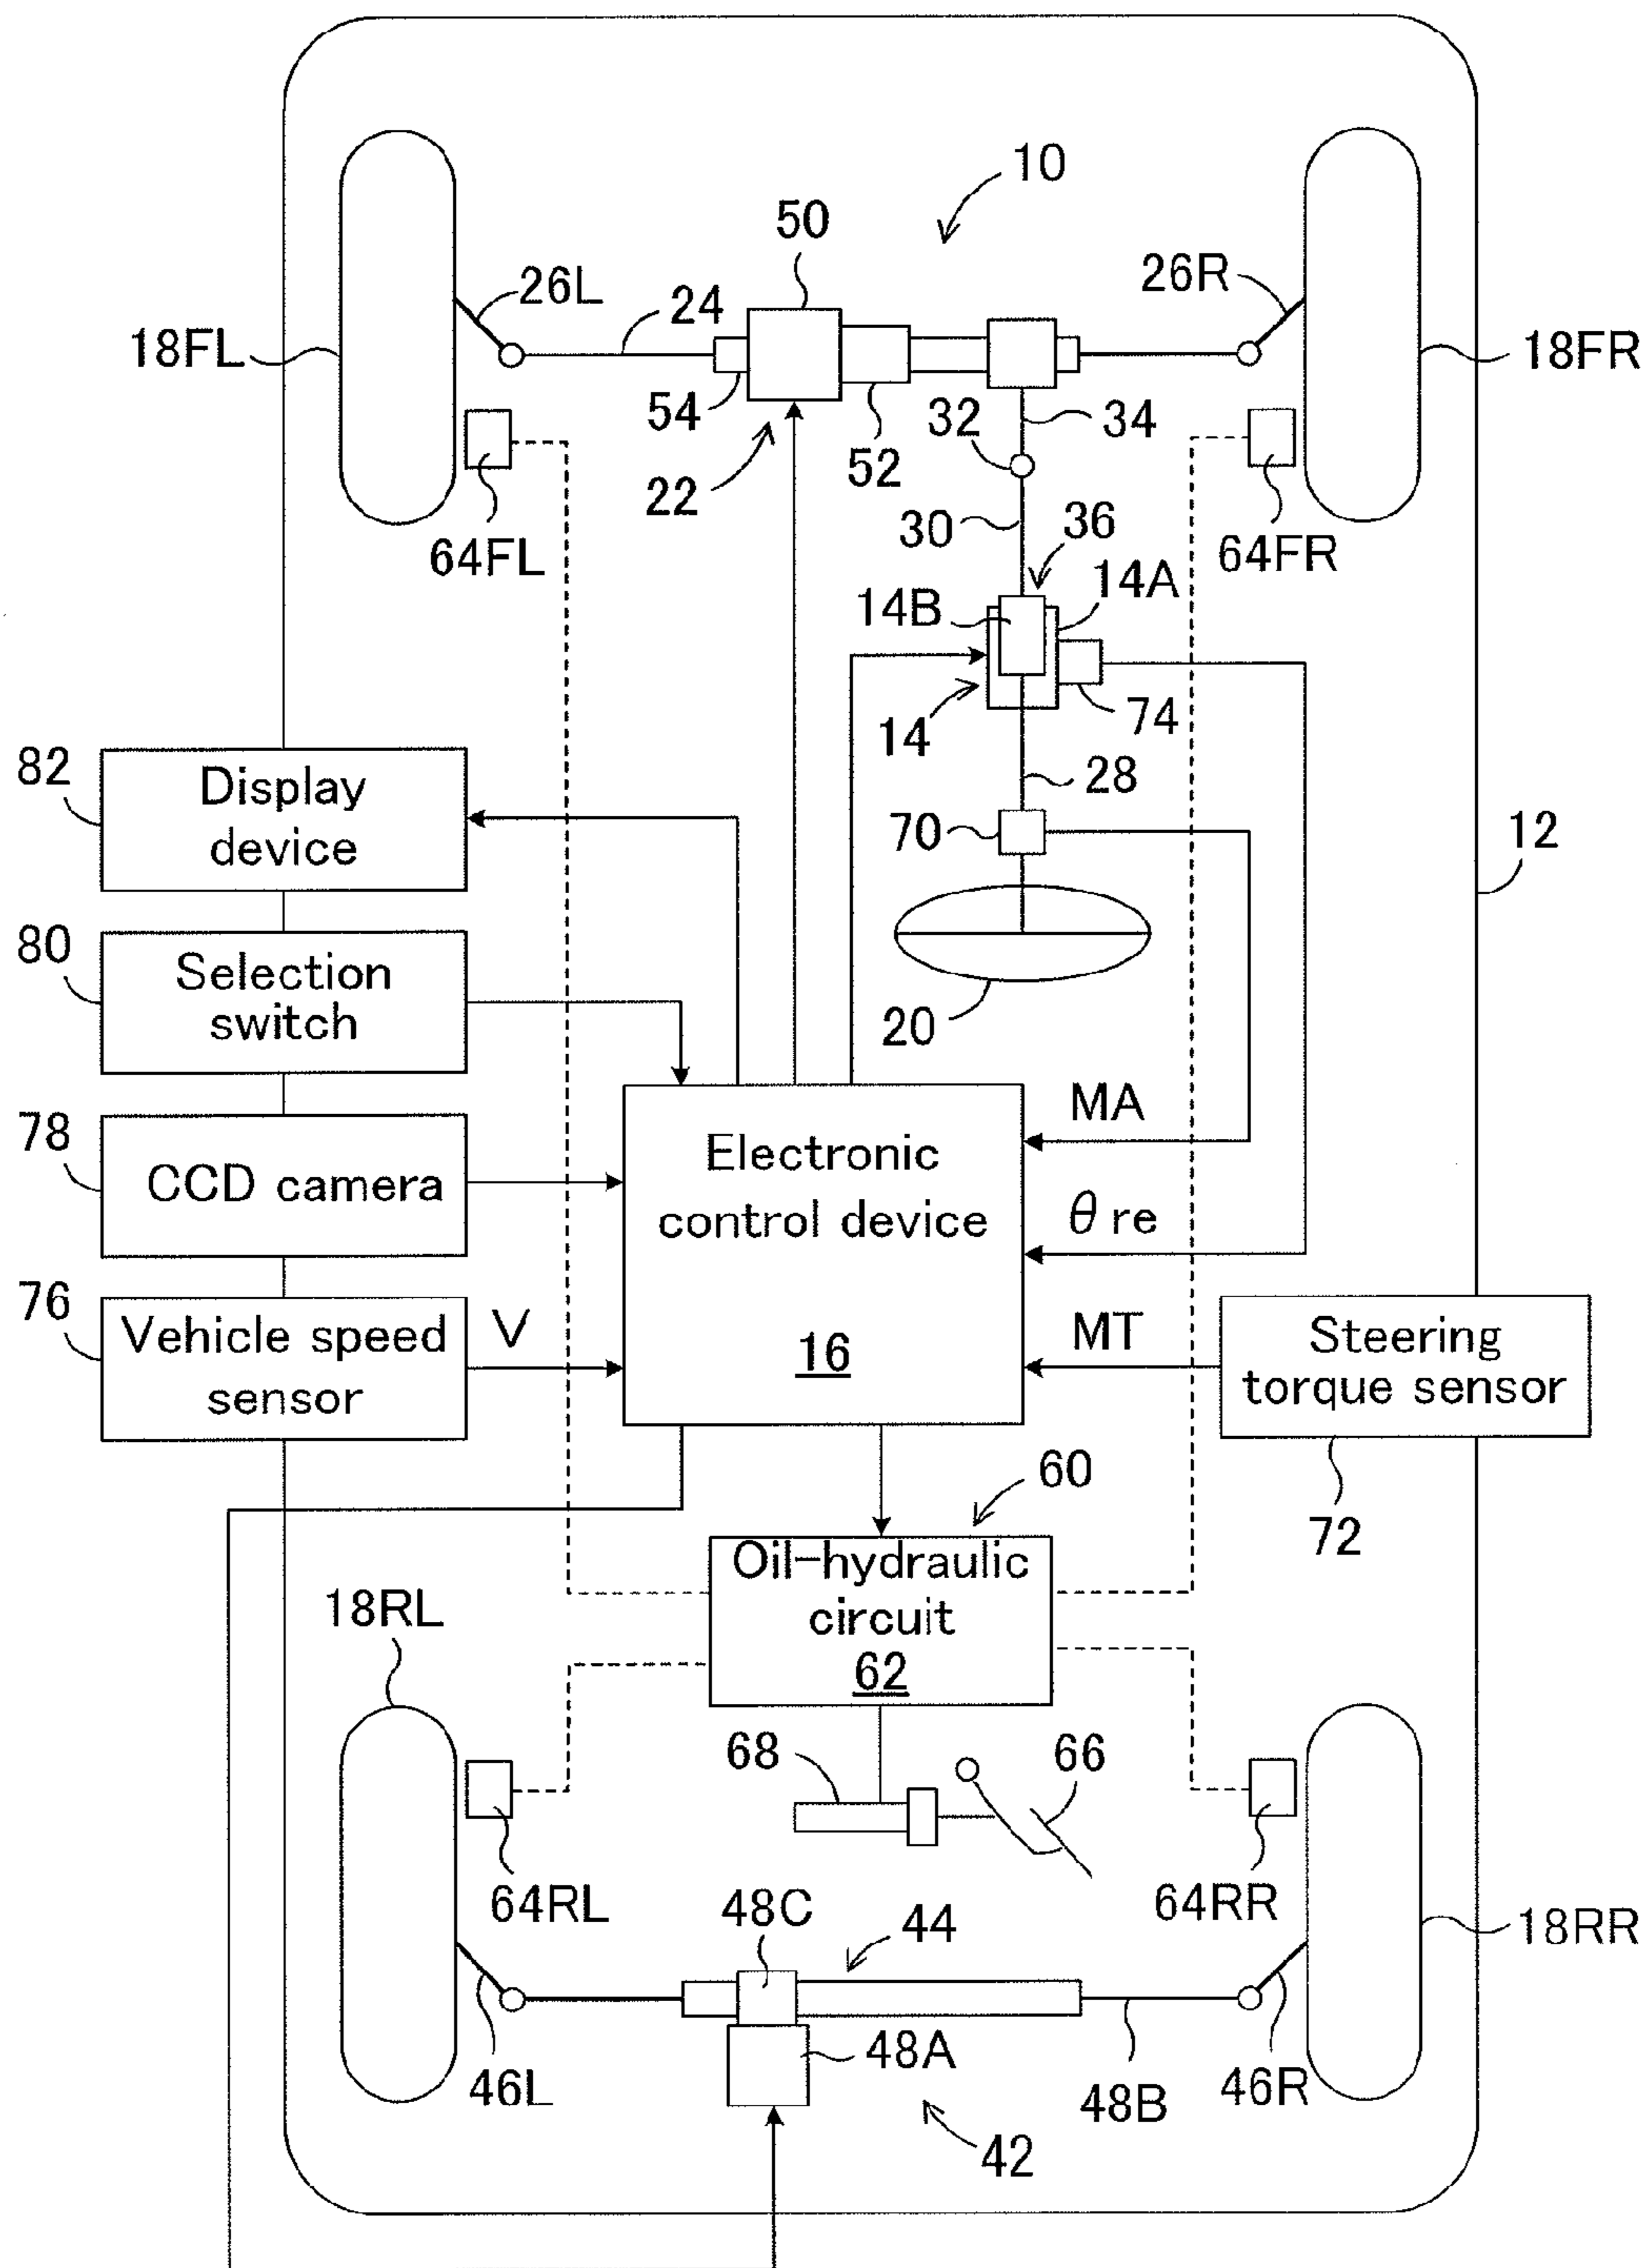 10
50
26L
24
26R
18FL
18FR
54
32
34
52
22
64FL
30
36
64FR
14B
14A
14
74
82
Display
device
28
70
12
80
Selection
switch
20
78
CCD camera
MA
Electronic
control device
16
θre
76
Vehicle speed
sensor
V
MT
Steering
torque sensor
72
60
Oil-hydraulic
circuit
62
18RL
68
66
64RL
48C
44
64RR
18RR
46L
48A
48B
46R
42